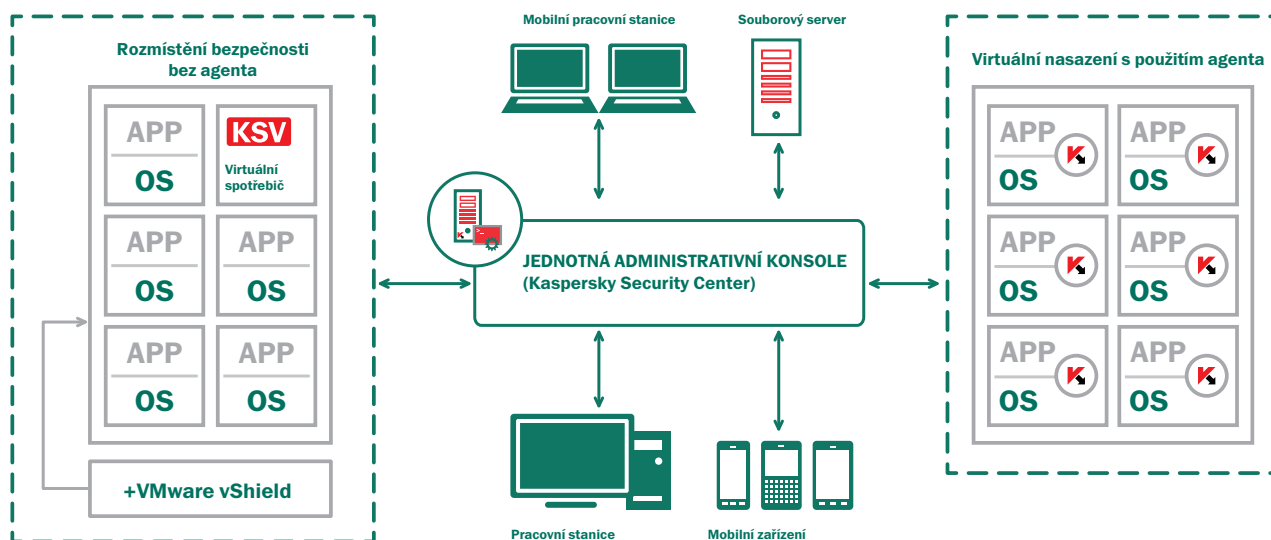 Rozmístění bezpečnosti
bez agenta
APP
OS
KSV
Virtuální
spotřebič
APP
OS
APP
OS
APP
OS
APP
OS
+VMware vShield
Mobilní pracovní stanice
Souborový server
JEDNOTNÁ ADMINISTRATIVNÍ KONSOLE
(Kaspersky Security Center)
Pracovní stanice
Mobilní zařízení
Virtuální nasazení s použitím agenta
APP
OS
APP
OS
APP
OS
APP
OS
APP
OS
APP
OS